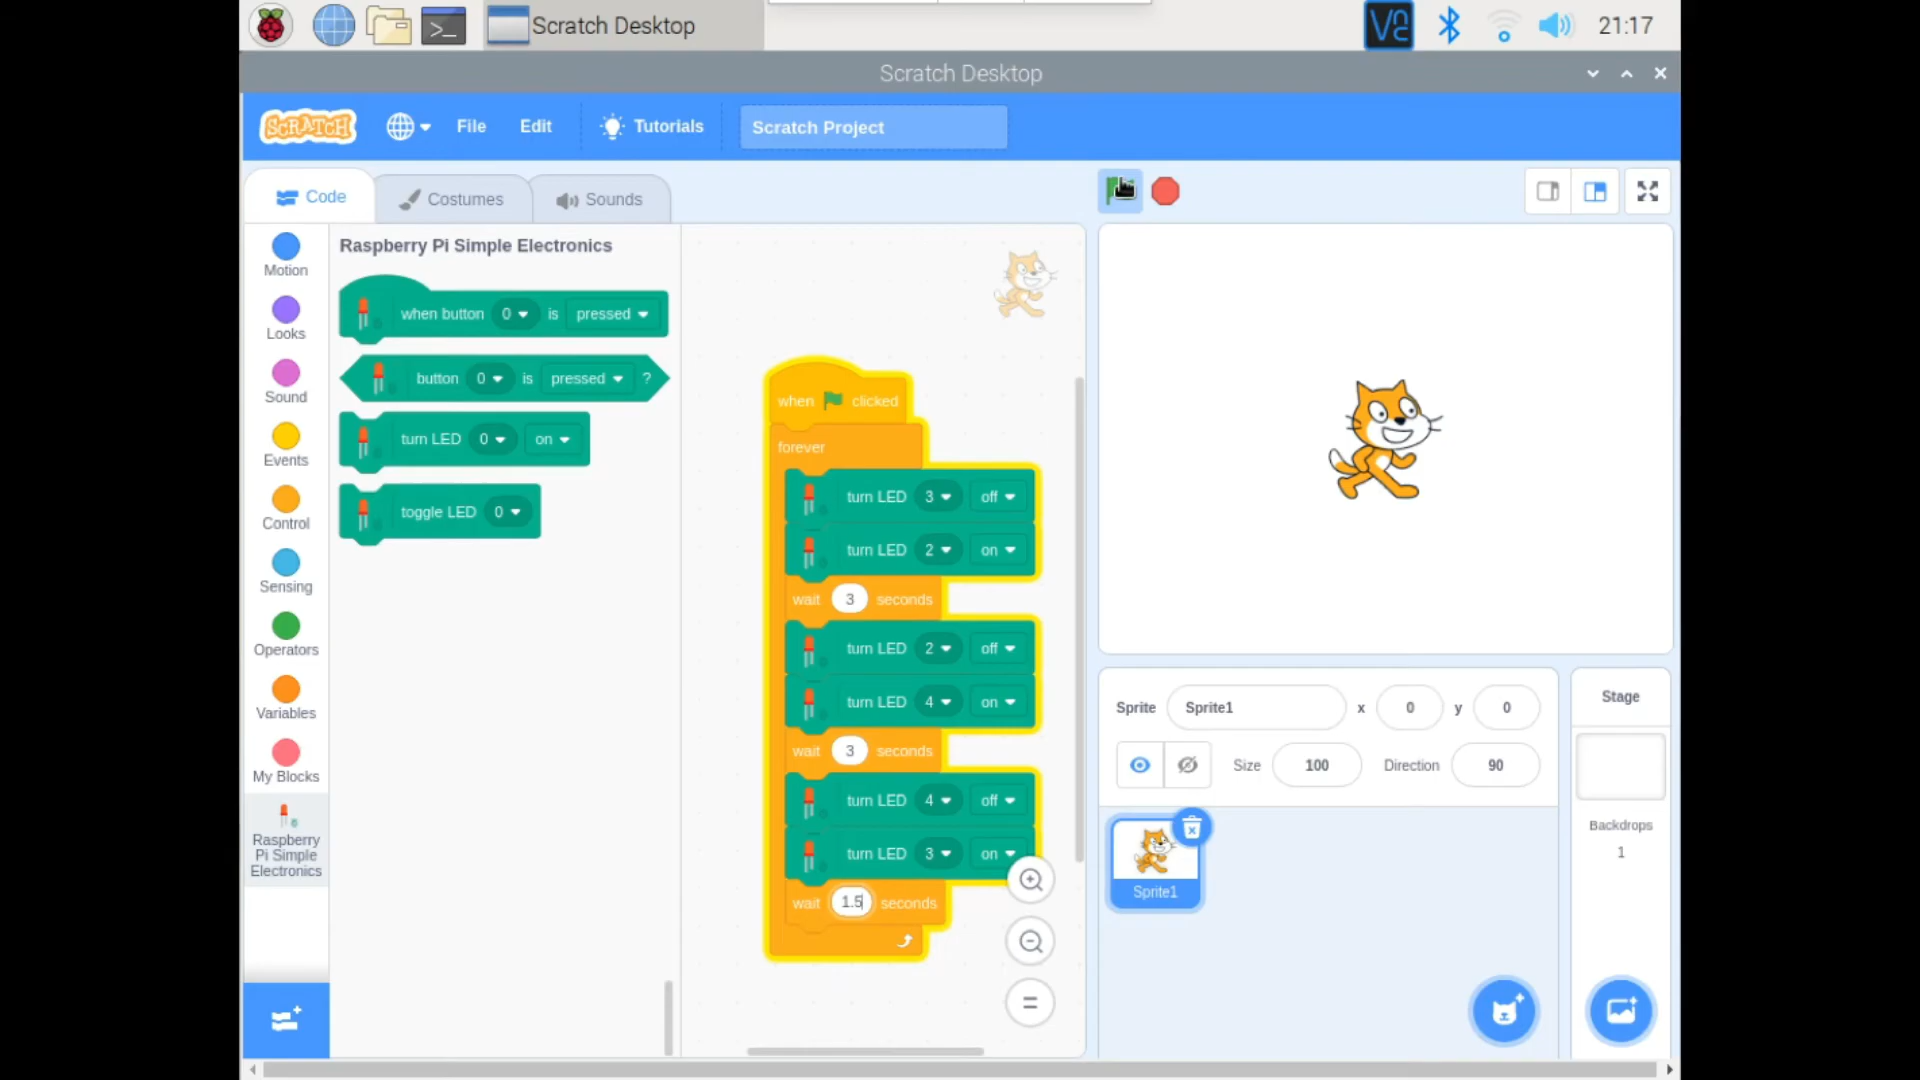 Scratch Desktop
21:17
Scratch Desktop
SCRATCH
File
Edit
Tutorials
Scratch Project
Code
Costumes
Sounds
Motion
Looks
Sound
Events
Control
Sensing
Operators
Variables
My Blocks
Raspberry
Pi Simple
Electronics
Raspberry Pi Simple Electronics
when button 0 is pressed
button 0 is pressed ?
turn LED 0 on
toggle LED 0
when clicked
forever
turn LED 3 off
turn LED 2 on
wait 3 seconds
turn LED 2 off
turn LED 4 on
wait 3 seconds
turn LED 4 off
turn LED 3 on
wait 1.5 seconds
Sprite Sprite1 x 0 y 0
Size 100 Direction 90
Sprite1
Stage
Backdrops
1